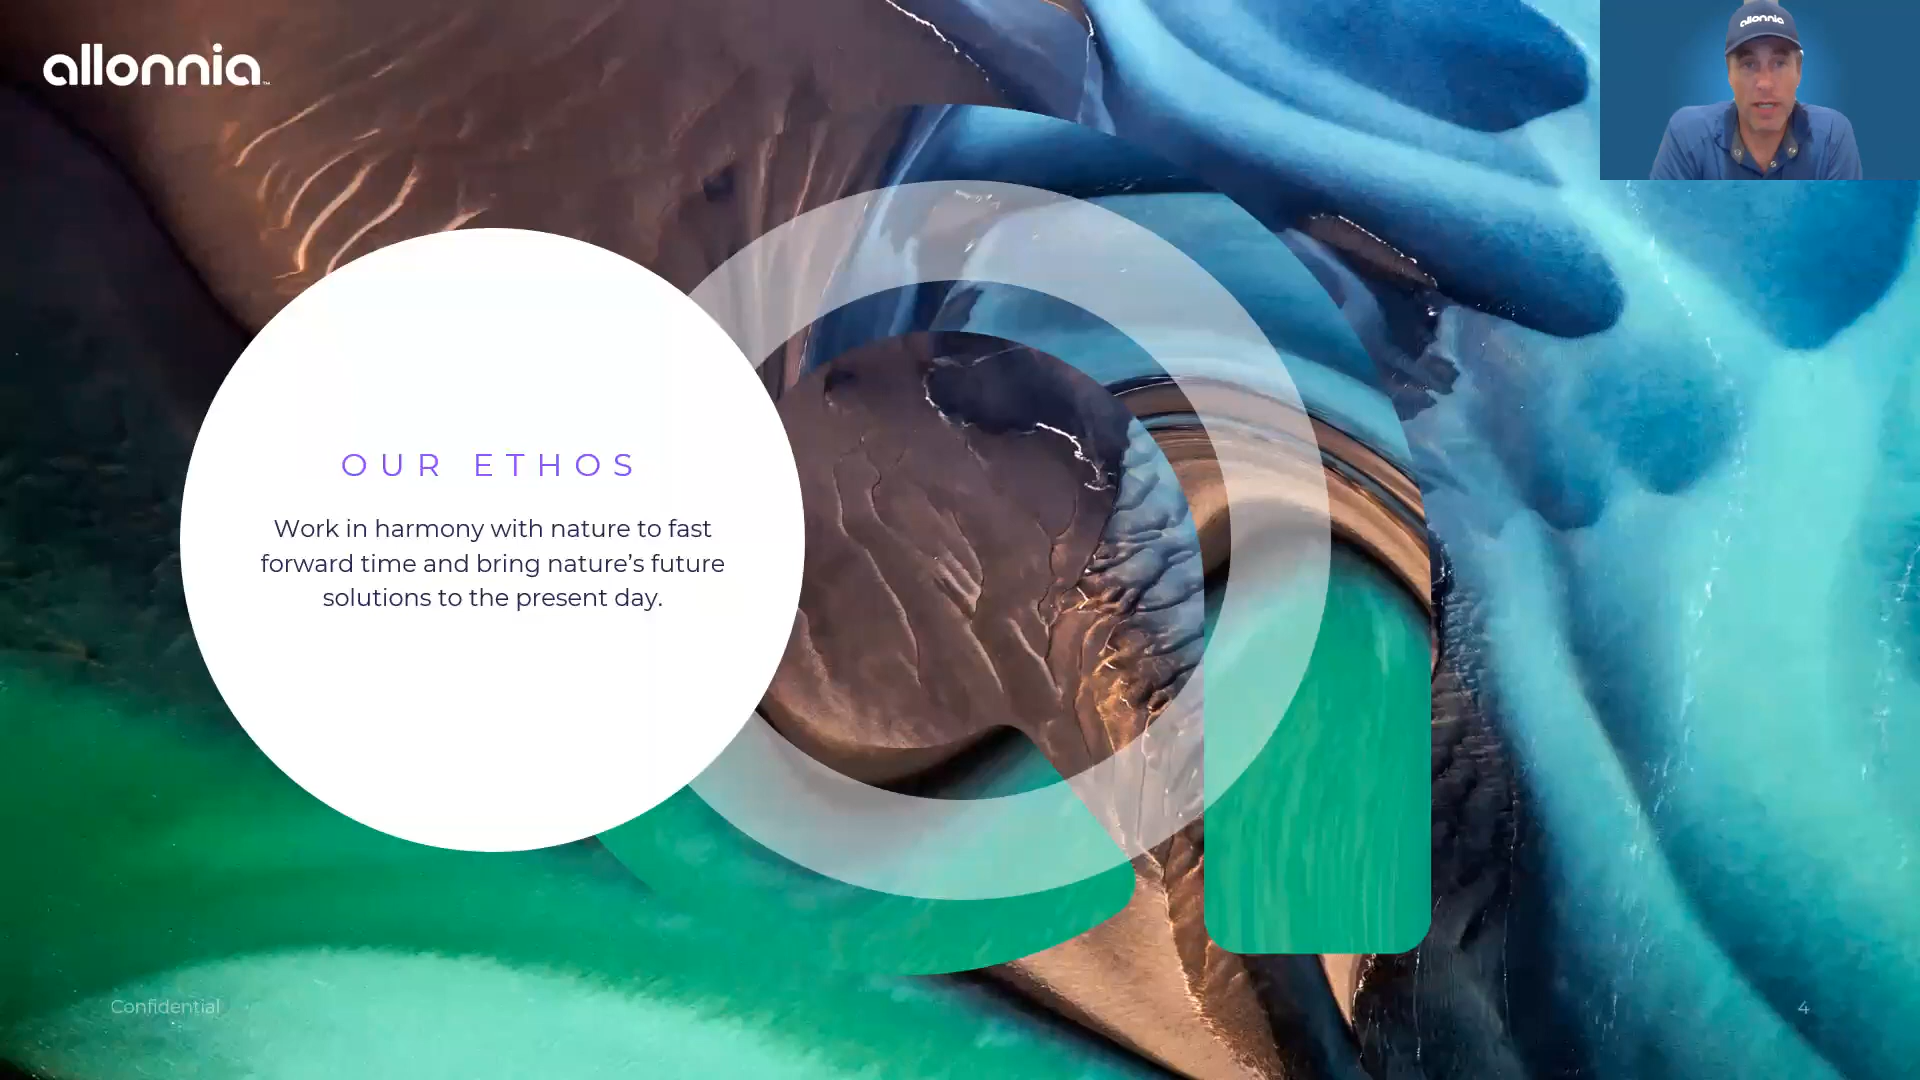 allonnia™
allonnia
OUR ETHOS
Work in harmony with nature to fast
forward time and bring nature’s future
solutions to the present day.
Confidential
4